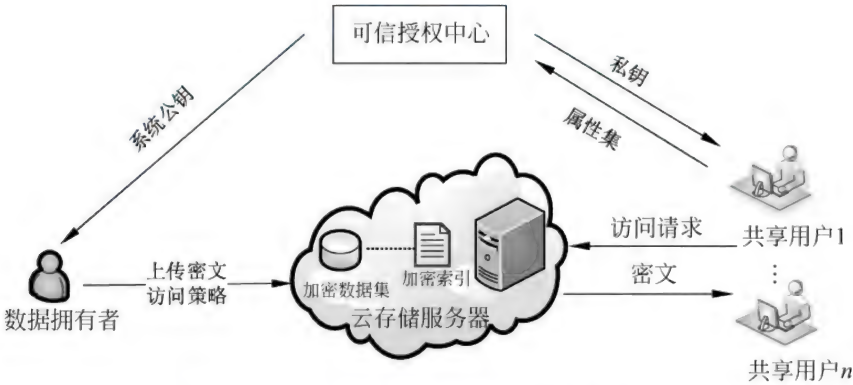 可信授权中心
系统公钥
私钥
属性集
访问请求
共享用户1
上传密文
访问策略
加密数据集
加密索引
密文
数据拥有者
云存储服务器
共享用户n